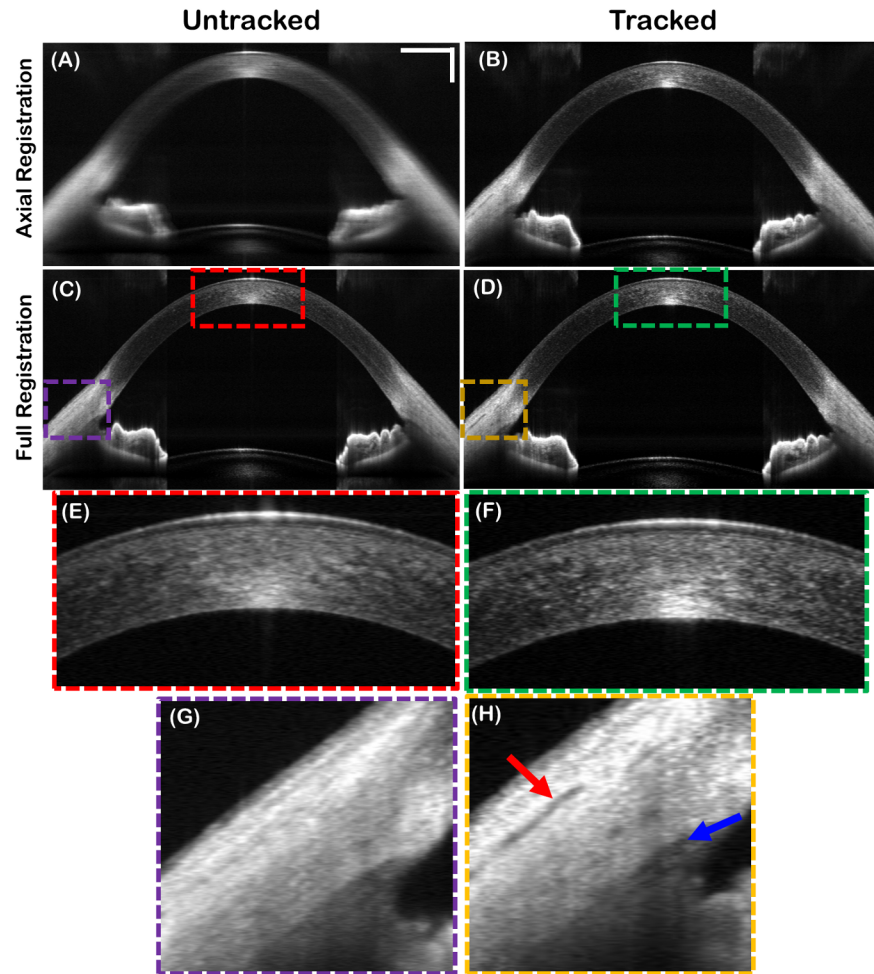 Untracked Tracked
Axial Registration
(A) (B)
Full Registration
(C) (D)
(E) (F)
(G) (H)